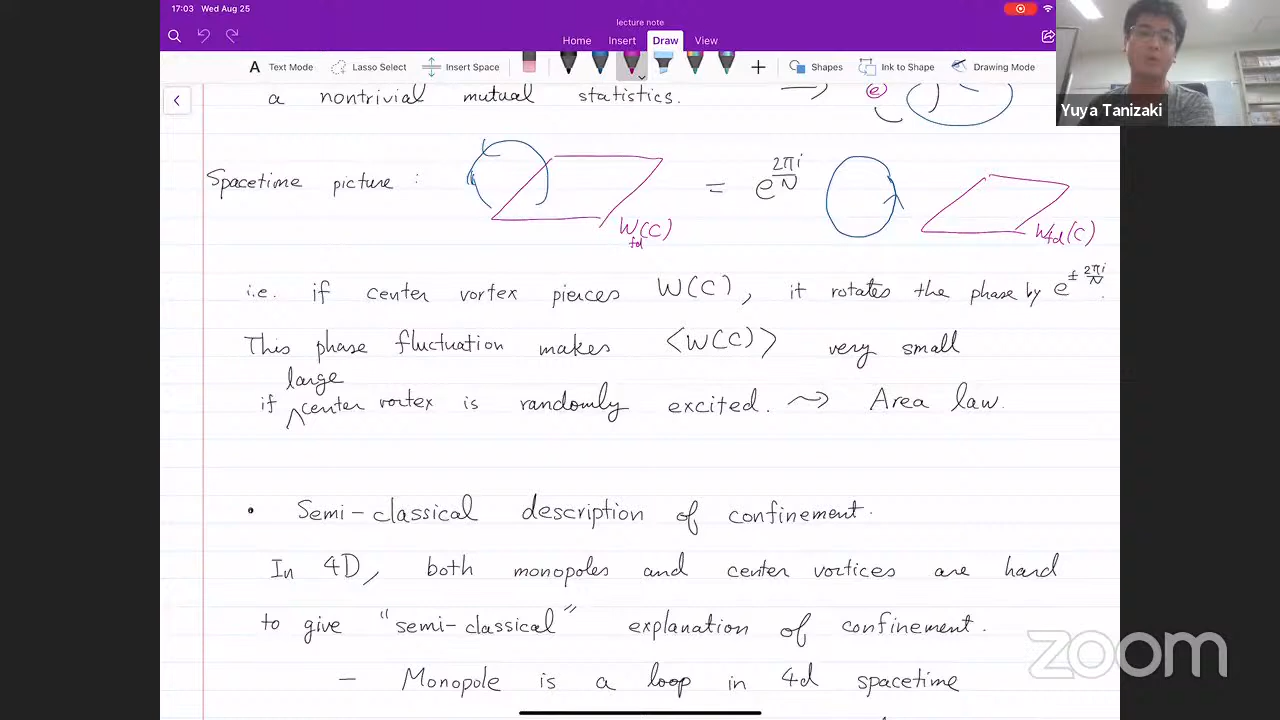 17:03 Wed Aug 25
lecture note
Home Insert Draw View
Text Mode Lasso Select Insert Space Shapes Ink to Shape Drawing Mode
Yuya Tanizaki
a nontrivial mutual statistics. → (e)
Spacetime picture : W_fd(C) = e^{2πi/N} W_fd(C)
i.e. if center vortex pierces W(C), it rotates the phase by e^{± 2πi/N}.
This phase fluctuation makes <W(C)> very small
if large center vortex is randomly excited. ⇝ Area law.
• Semi-classical description of confinement.
In 4D, both monopoles and center vortices are hard
to give "semi-classical" explanation of confinement.
— Monopole is a loop in 4d spacetime
zoom